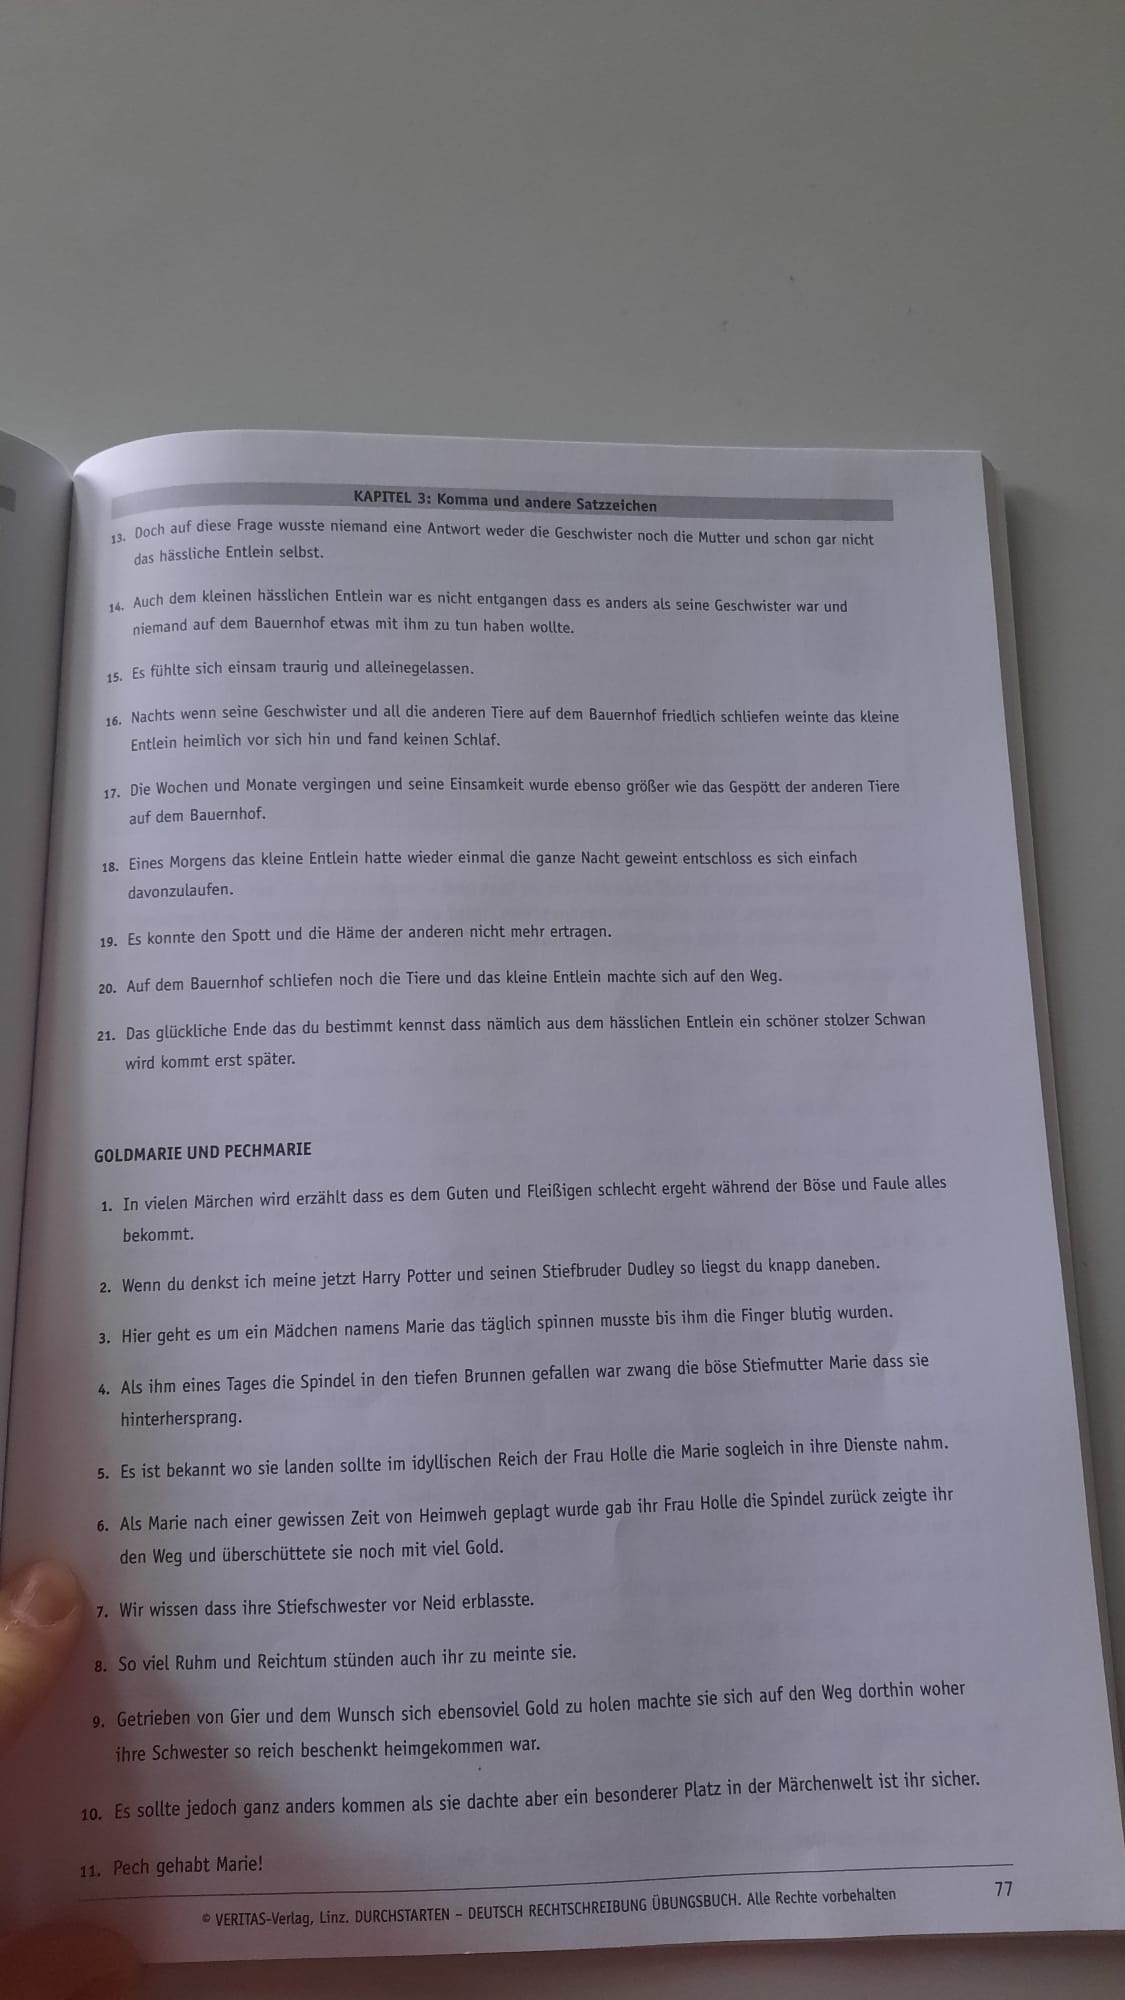 KAPITEL 3: Komma und andere Satzzeichen
13. Doch auf diese Frage wusste niemand eine Antwort weder die Geschwister noch die Mutter und schon gar nicht
das hässliche Entlein selbst.
14. Auch dem kleinen hässlichen Entlein war es nicht entgangen dass es anders als seine Geschwister war und
niemand auf dem Bauernhof etwas mit ihm zu tun haben wollte.
15. Es fühlte sich einsam traurig und alleinegelassen.
16. Nachts wenn seine Geschwister und all die anderen Tiere auf dem Bauernhof friedlich schliefen weinte das kleine
Entlein heimlich vor sich hin und fand keinen Schlaf.
17. Die Wochen und Monate vergingen und seine Einsamkeit wurde ebenso größer wie das Gespött der anderen Tiere
auf dem Bauernhof.
18. Eines Morgens das kleine Entlein hatte wieder einmal die ganze Nacht geweint entschloss es sich einfach
davonzulaufen.
19. Es konnte den Spott und die Häme der anderen nicht mehr ertragen.
20. Auf dem Bauernhof schliefen noch die Tiere und das kleine Entlein machte sich auf den Weg.
21. Das glückliche Ende das du bestimmt kennst dass nämlich aus dem hässlichen Entlein ein schöner stolzer Schwan
wird kommt erst später.
GOLDMARIE UND PECHMARIE
1. In vielen Märchen wird erzählt dass es dem Guten und Fleißigen schlecht ergeht während der Böse und Faule alles
bekommt.
2. Wenn du denkst ich meine jetzt Harry Potter und seinen Stiefbruder Dudley so liegst du knapp daneben.
3. Hier geht es um ein Mädchen namens Marie das täglich spinnen musste bis ihm die Finger blutig wurden.
4. Als ihm eines Tages die Spindel in den tiefen Brunnen gefallen war zwang die böse Stiefmutter Marie dass sie
hinterhersprang.
5. Es ist bekannt wo sie landen sollte im idyllischen Reich der Frau Holle die Marie sogleich in ihre Dienste nahm.
6. Als Marie nach einer gewissen Zeit von Heimweh geplagt wurde gab ihr Frau Holle die Spindel zurück zeigte ihr
den Weg und überschüttete sie noch mit viel Gold.
7. Wir wissen dass ihre Stiefschwester vor Neid erblasste.
8. So viel Ruhm und Reichtum stünden auch ihr zu meinte sie.
9. Getrieben von Gier und dem Wunsch sich ebensoviel Gold zu holen machte sie sich auf den Weg dorthin woher
ihre Schwester so reich beschenkt heimgekommen war.
10. Es sollte jedoch ganz anders kommen als sie dachte aber ein besonderer Platz in der Märchenwelt ist ihr sicher.
11. Pech gehabt Marie!
© VERITAS-Verlag, Linz. DURCHSTARTEN – DEUTSCH RECHTSCHREIBUNG ÜBUNGSBUCH. Alle Rechte vorbehalten
77